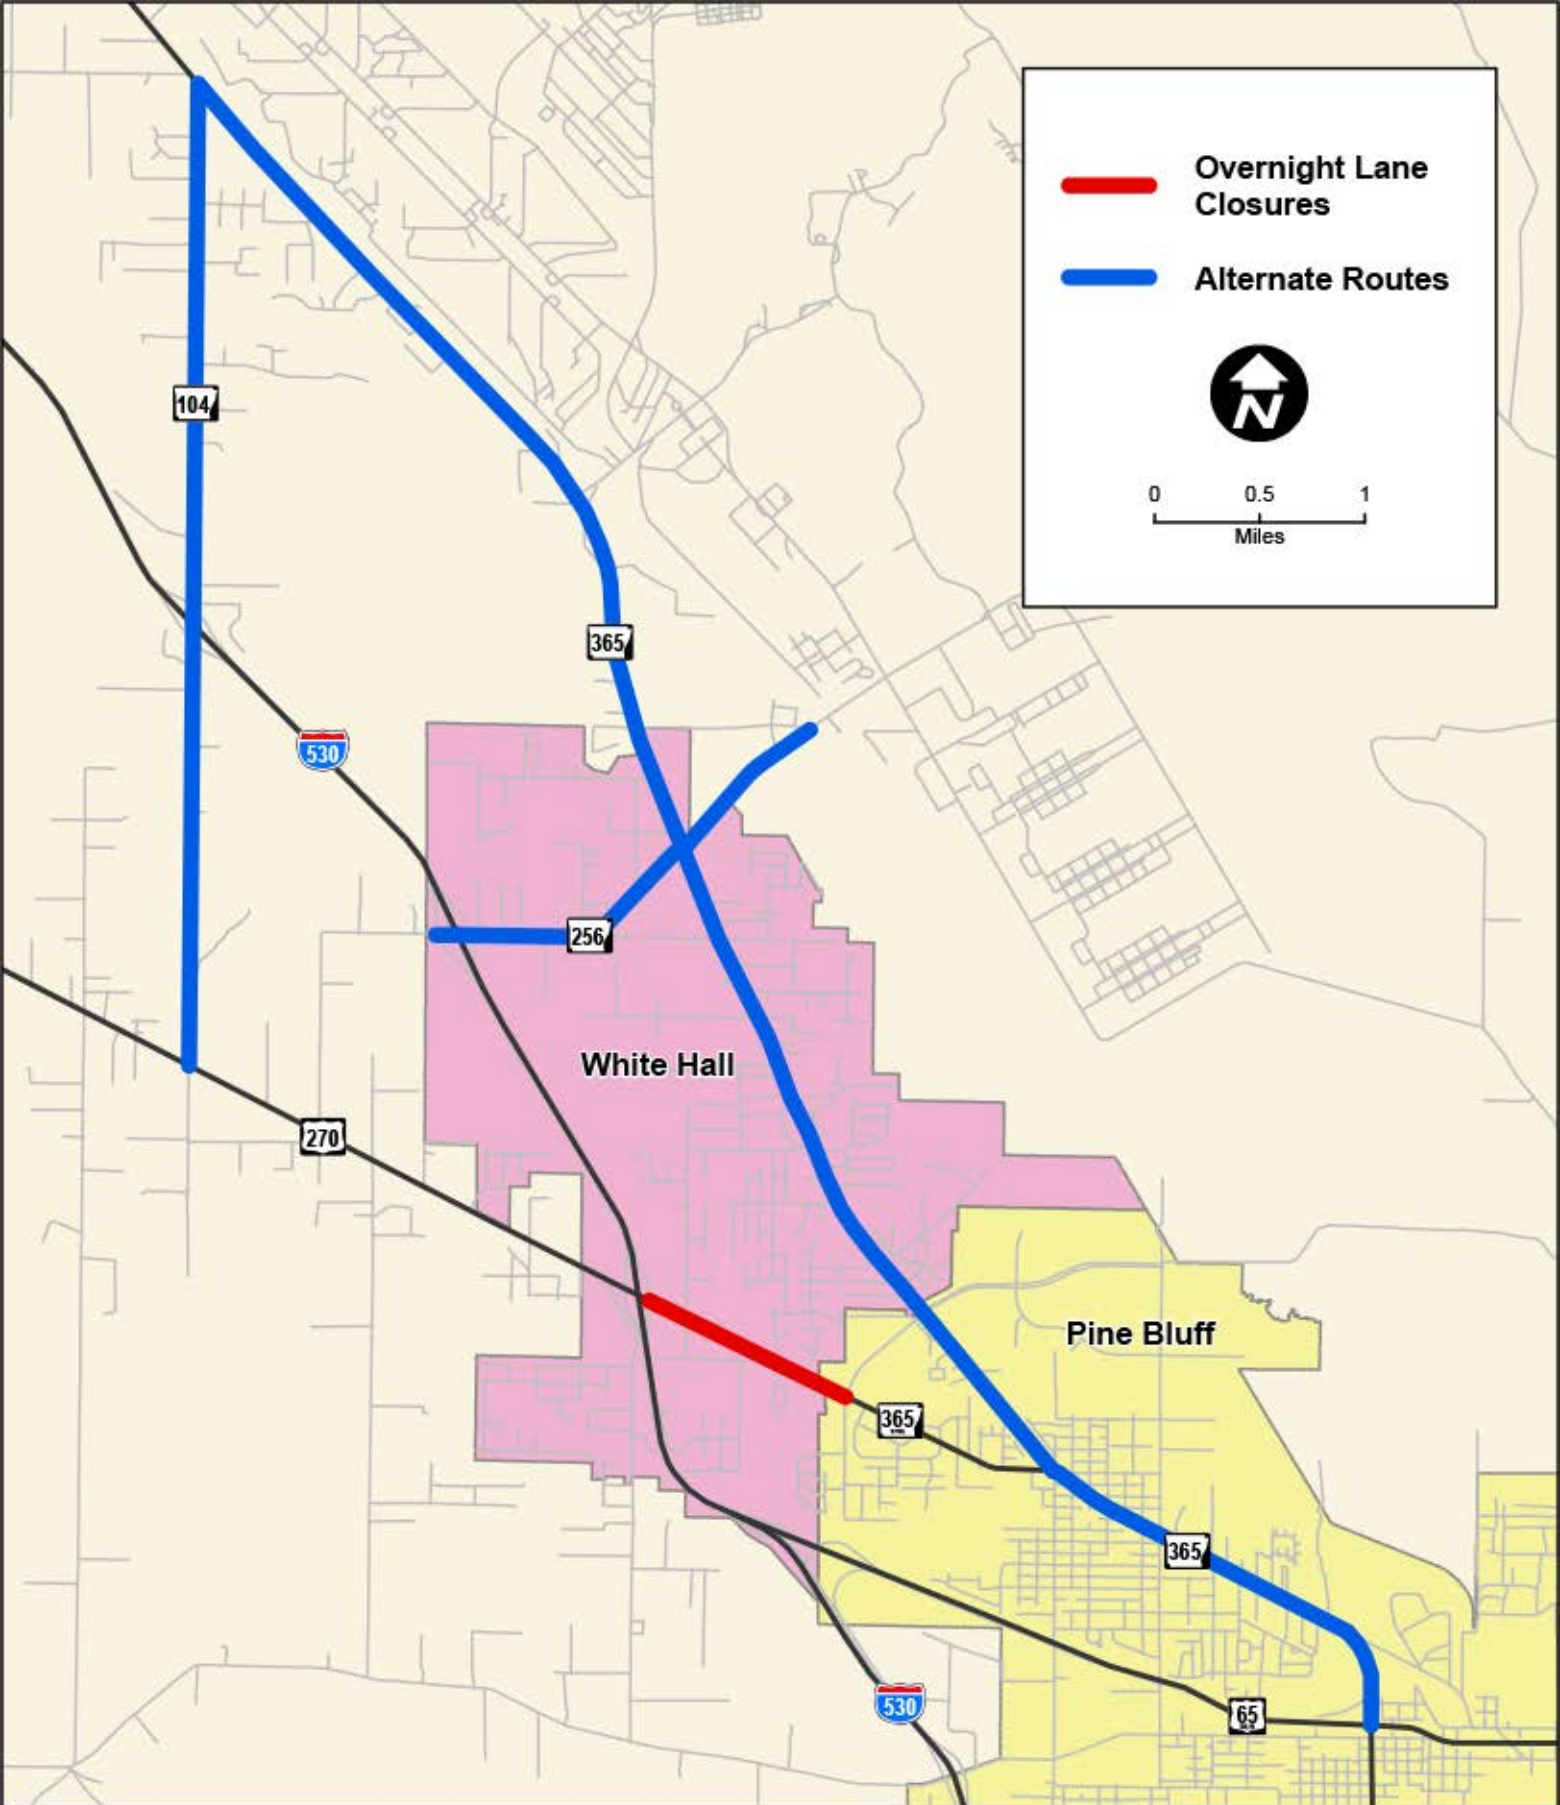 Overnight Lane
Closures
Alternate Routes
N
0 0.5 1
Miles
104
365
530
256
White Hall
270
Pine Bluff
365
365
530
65